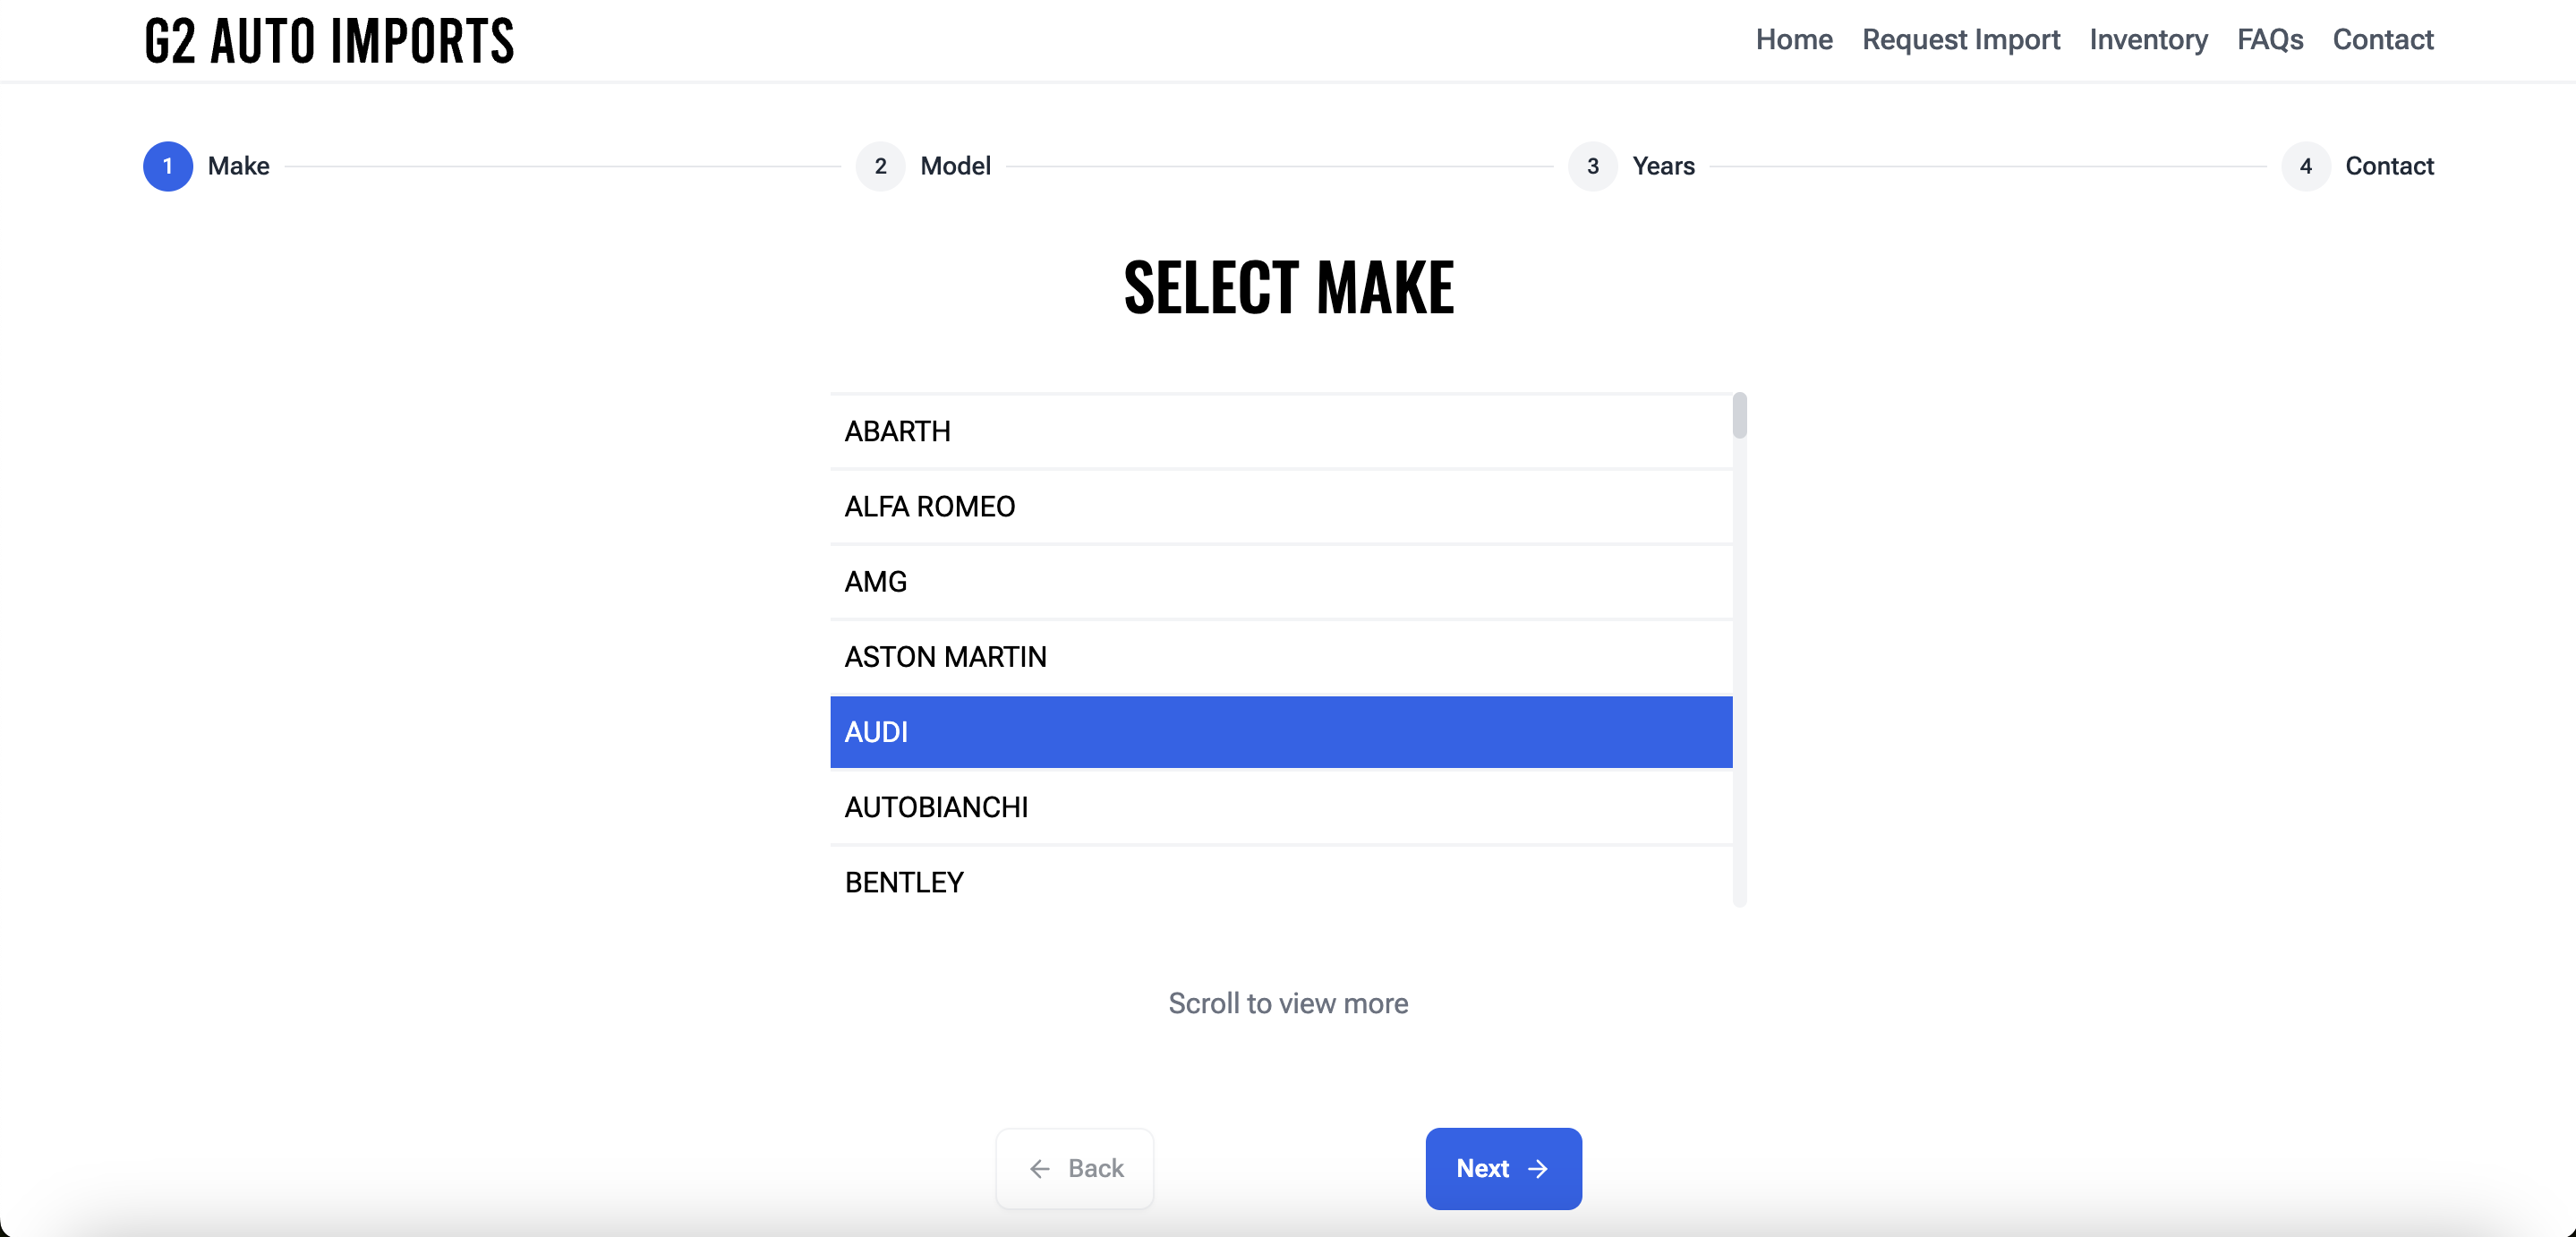 G2 AUTO IMPORTS
Home Request Import Inventory FAQs Contact
1 Make 2 Model 3 Years 4 Contact
SELECT MAKE
ABARTH
ALFA ROMEO
AMG
ASTON MARTIN
AUDI
AUTOBIANCHI
BENTLEY
Scroll to view more
Back Next